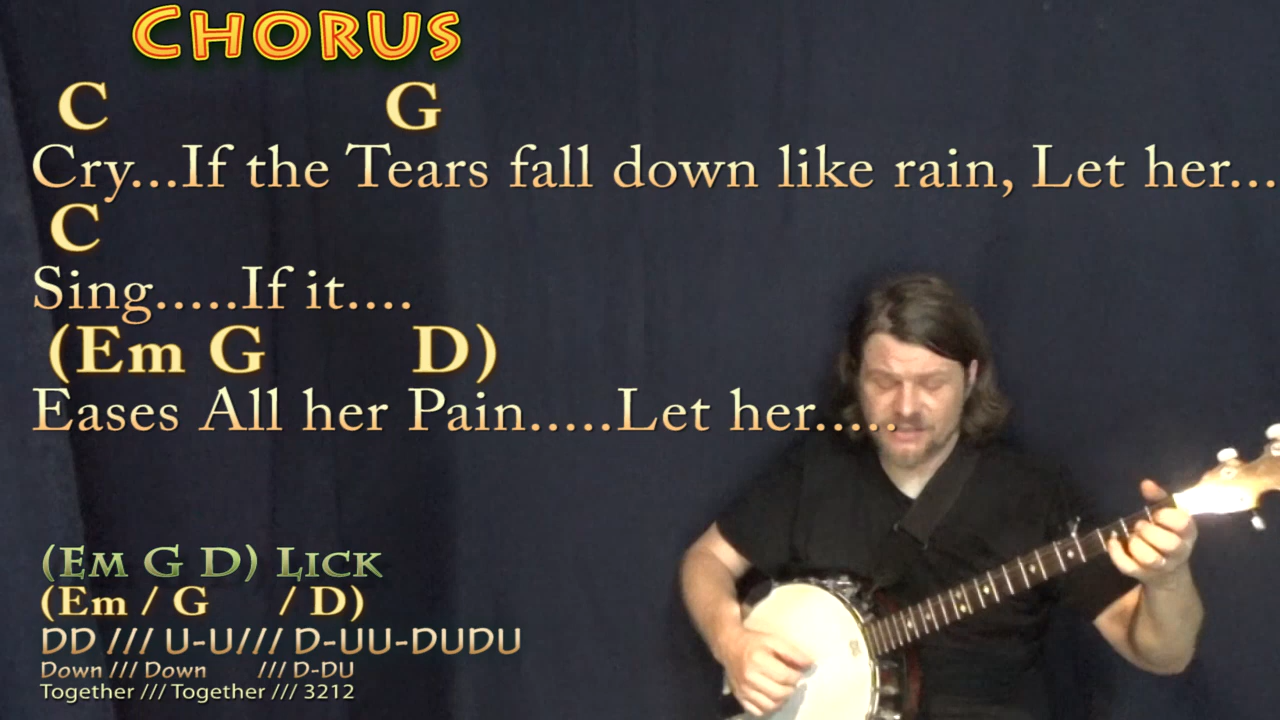 CHORUS
C G
Cry...If the Tears fall down like rain, Let her...
C
Sing.....If it....
(Em G D)
Eases All her Pain.....Let her.....
(EM G D) LICK
(Em / G / D)
DD /// U-U/// D-UU-DUDU
Down /// Down /// D-DU
Together /// Together /// 3212